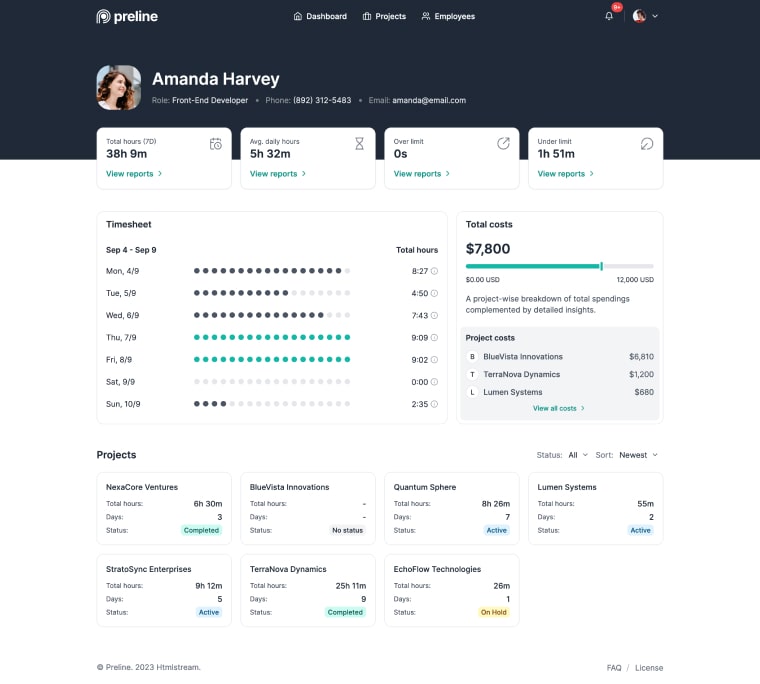 preline
Dashboard Projects Employees
9+
Amanda Harvey
Role: Front-End Developer • Phone: (892) 312-5483 • Email: amanda@email.com
Total hours (7D)
38h 9m
View reports
Avg. daily hours
5h 32m
View reports
Over limit
0s
View reports
Under limit
1h 51m
View reports
Timesheet
Sep 4 - Sep 9 Total hours
Mon, 4/9 8:27
Tue, 5/9 4:50
Wed, 6/9 7:43
Thu, 7/9 9:09
Fri, 8/9 9:02
Sat, 9/9 0:00
Sun, 10/9 2:35
Total costs
$7,800
$0.00 USD 12,000 USD
A project-wise breakdown of total spendings
complemented by detailed insights.
Project costs
B BlueVista Innovations $6,810
T TerraNova Dynamics $1,200
L Lumen Systems $680
View all costs
Projects
Status: All Sort: Newest
NexaCore Ventures
Total hours: 6h 30m
Days: 3
Status: Completed
BlueVista Innovations
Total hours: -
Days: -
Status: No status
Quantum Sphere
Total hours: 8h 26m
Days: 7
Status: Active
Lumen Systems
Total hours: 55m
Days: 2
Status: Active
StratoSync Enterprises
Total hours: 9h 12m
Days: 5
Status: Active
TerraNova Dynamics
Total hours: 25h 11m
Days: 9
Status: Completed
EchoFlow Technologies
Total hours: 26m
Days: 1
Status: On Hold
© Preline. 2023 Htmlstream.
FAQ / License